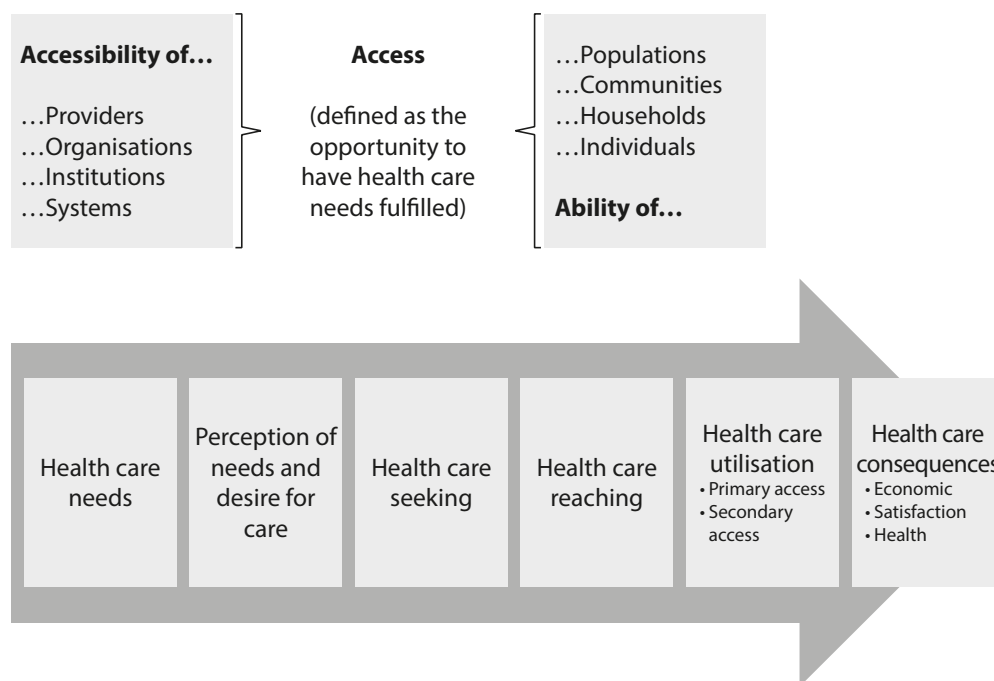 Accessibility of…
…Providers
…Organisations
…Institutions
…Systems
Access
(defined as the
opportunity to
have health care
needs fulfilled)
…Populations
…Communities
…Households
…Individuals
Ability of…
Health care
needs
Perception of
needs and
desire for
care
Health care
seeking
Health care
reaching
Health care
utilisation
• Primary access
• Secondary
access
Health care
consequences
• Economic
• Satisfaction
• Health